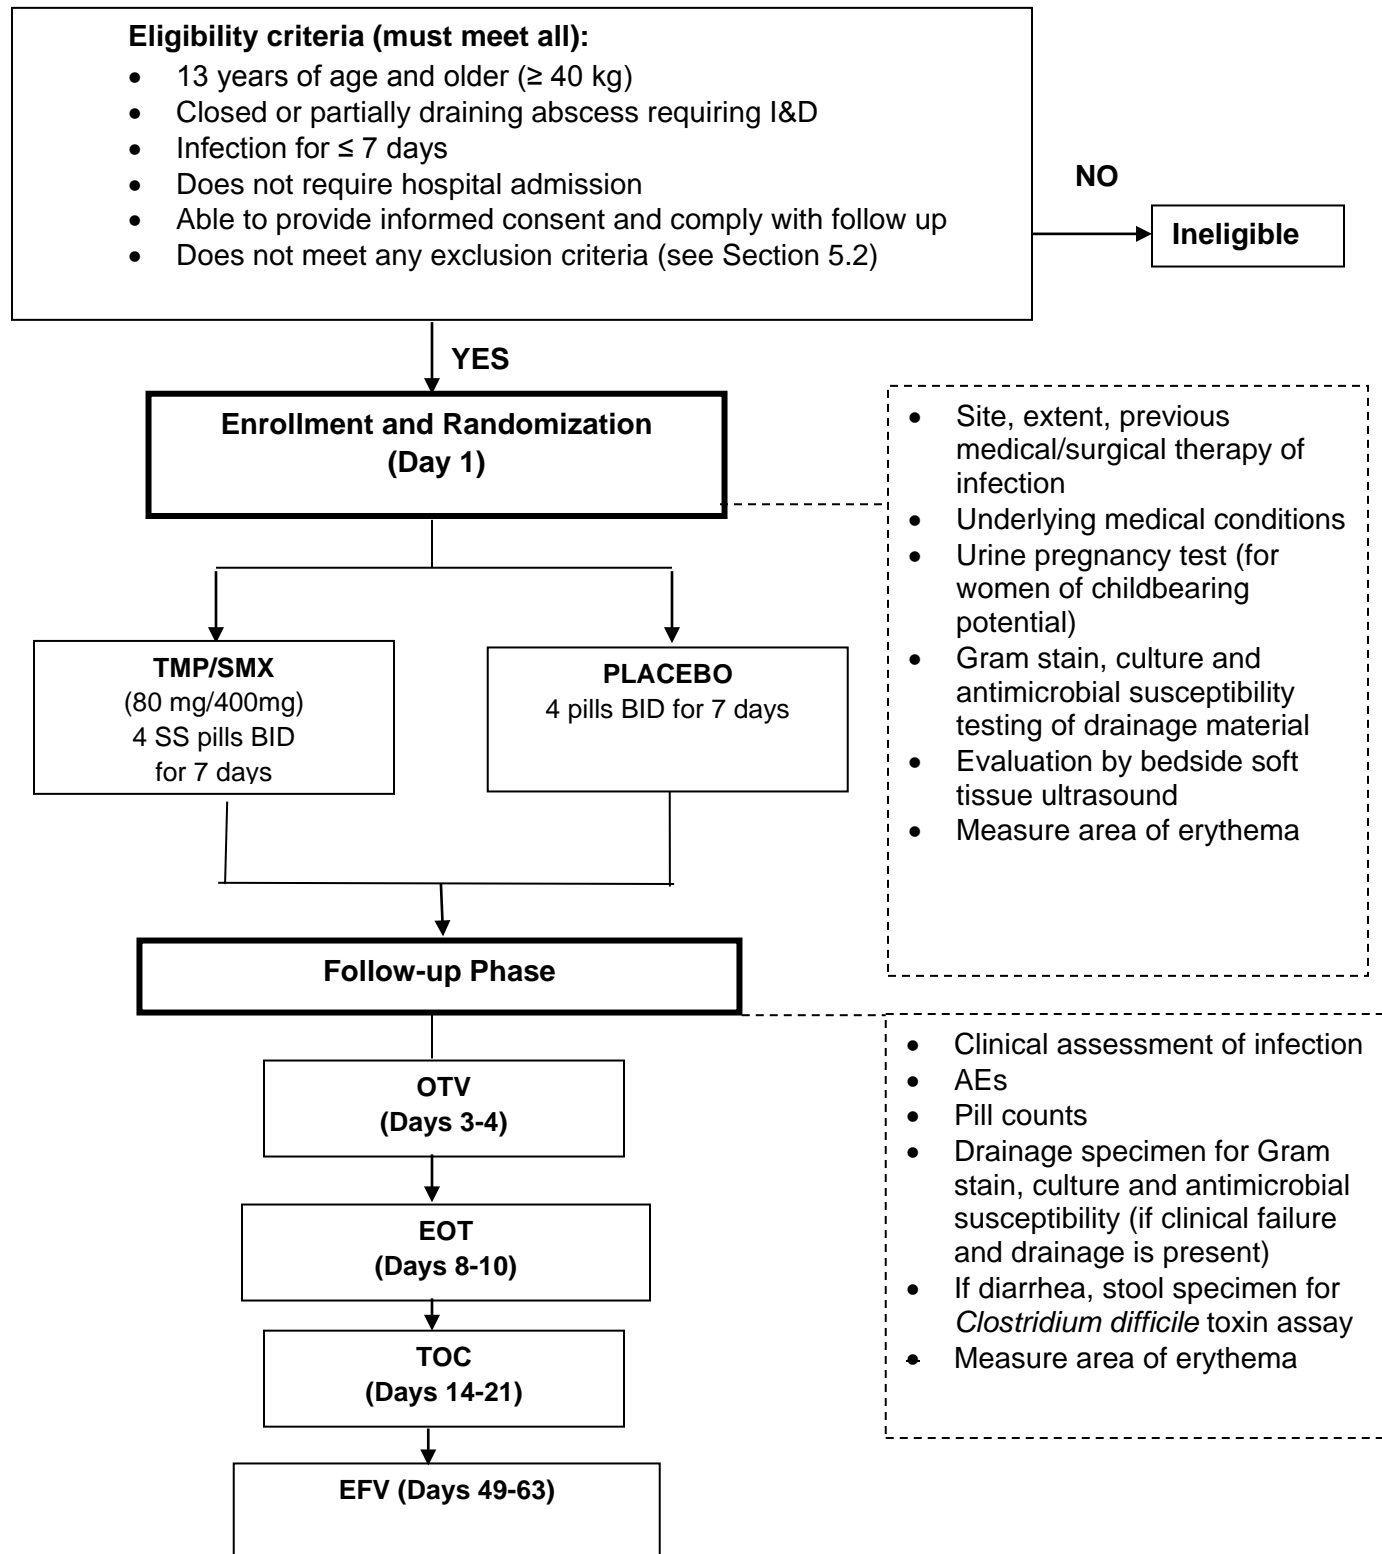 Eligibility criteria (must meet all):
• 13 years of age and older (≥ 40 kg)
• Closed or partially draining abscess requiring I&D
• Infection for ≤ 7 days
• Does not require hospital admission
• Able to provide informed consent and comply with follow up
• Does not meet any exclusion criteria (see Section 5.2)
NO
Ineligible
YES
Enrollment and Randomization
(Day 1)
• Site, extent, previous
medical/surgical therapy of
infection
• Underlying medical conditions
• Urine pregnancy test (for
women of childbearing
potential)
• Gram stain, culture and
antimicrobial susceptibility
testing of drainage material
• Evaluation by bedside soft
tissue ultrasound
• Measure area of erythema
TMP/SMX
(80 mg/400mg)
4 SS pills BID
for 7 days
PLACEBO
4 pills BID for 7 days
Follow-up Phase
• Clinical assessment of infection
• AEs
• Pill counts
• Drainage specimen for Gram
stain, culture and antimicrobial
susceptibility (if clinical failure
and drainage is present)
• If diarrhea, stool specimen for
Clostridium difficile toxin assay
• Measure area of erythema
OTV
(Days 3-4)
EOT
(Days 8-10)
TOC
(Days 14-21)
EFV (Days 49-63)